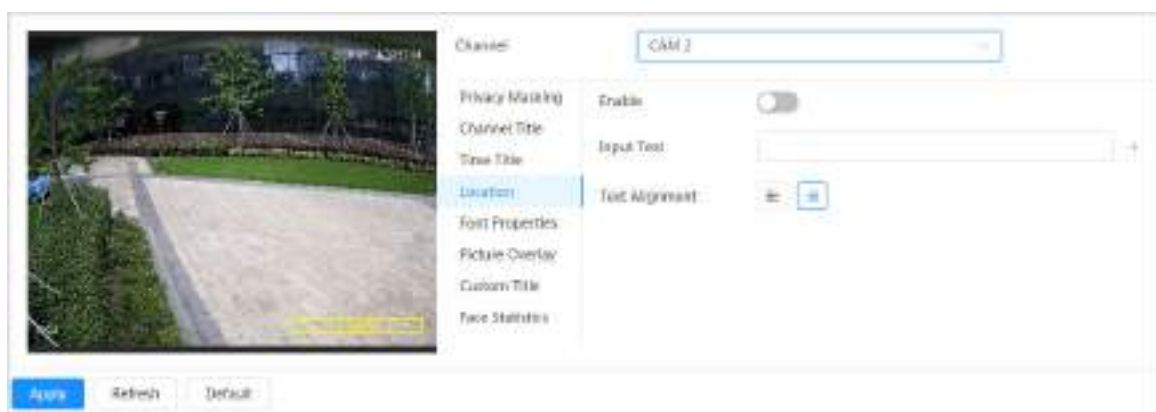 Channel
CAM 2
Privacy Masking
Enable
Channel Title
Input Text
+
Time Title
Location
Text Alignment
Font Properties
Picture Overlay
Custom Title
Face Statistics
Apply
Refresh
Default